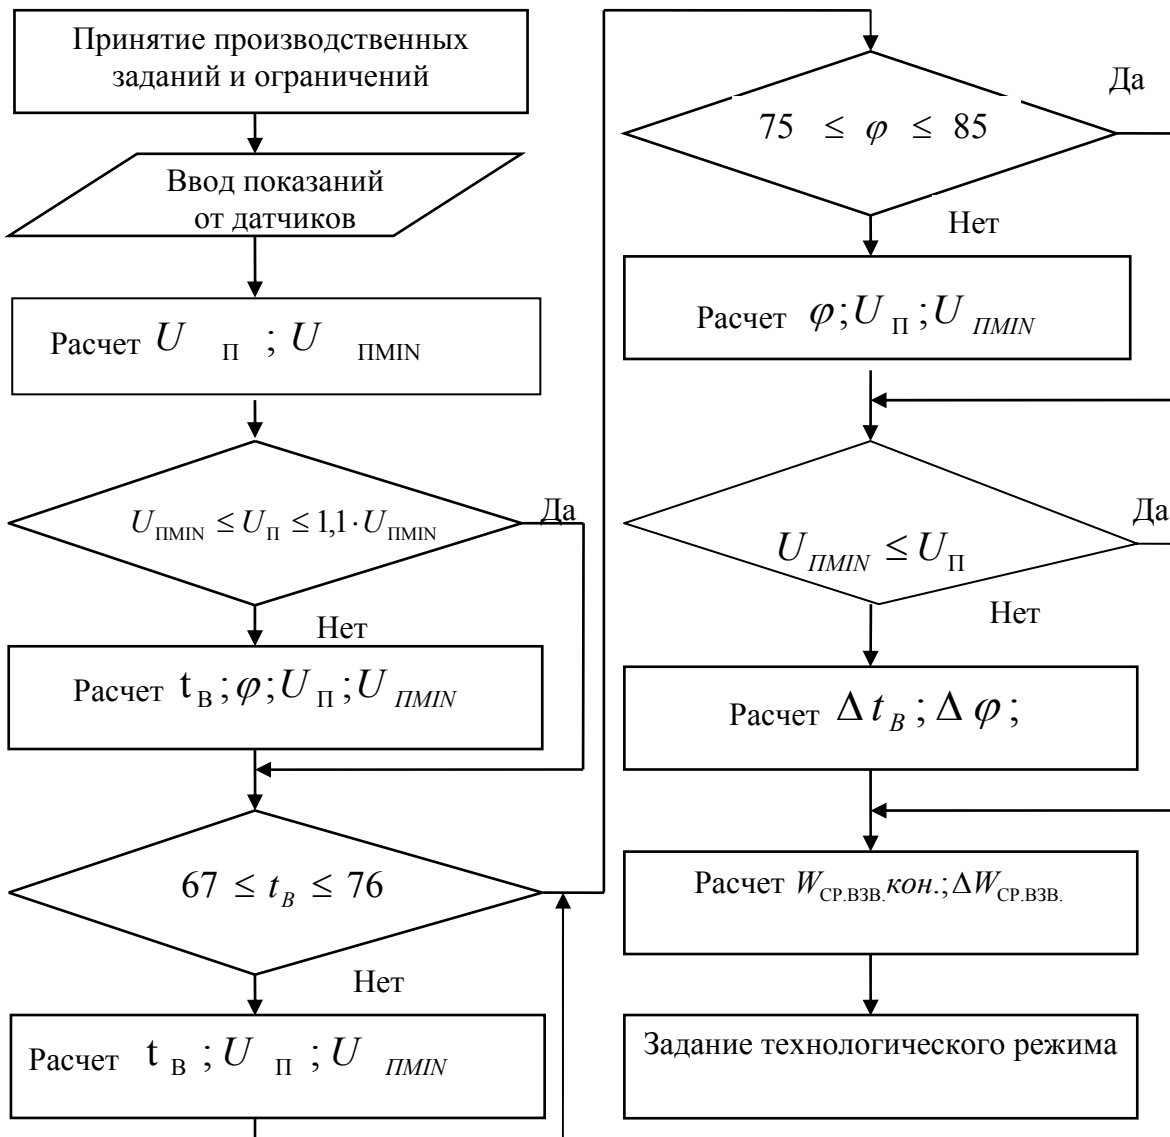 Принятие производственных
заданий и ограничений
Ввод показаний
от датчиков
Расчет U П ; U ПMIN
U ПMIN ≤ U П ≤ 1,1· U ПMIN
Да
Нет
Расчет t В ; φ ; U П ; U ПMIN
67 ≤ t В ≤ 76
Нет
Расчет t В ; U П ; U ПMIN
75 ≤ φ ≤ 85
Да
Нет
Расчет φ ; U П ; U ПMIN
U ПMIN ≤ U П
Да
Нет
Расчет Δ t В ; Δ φ ;
Расчет W СР.ВЗВ. кон.; ΔW СР.ВЗВ.
Задание технологического режима